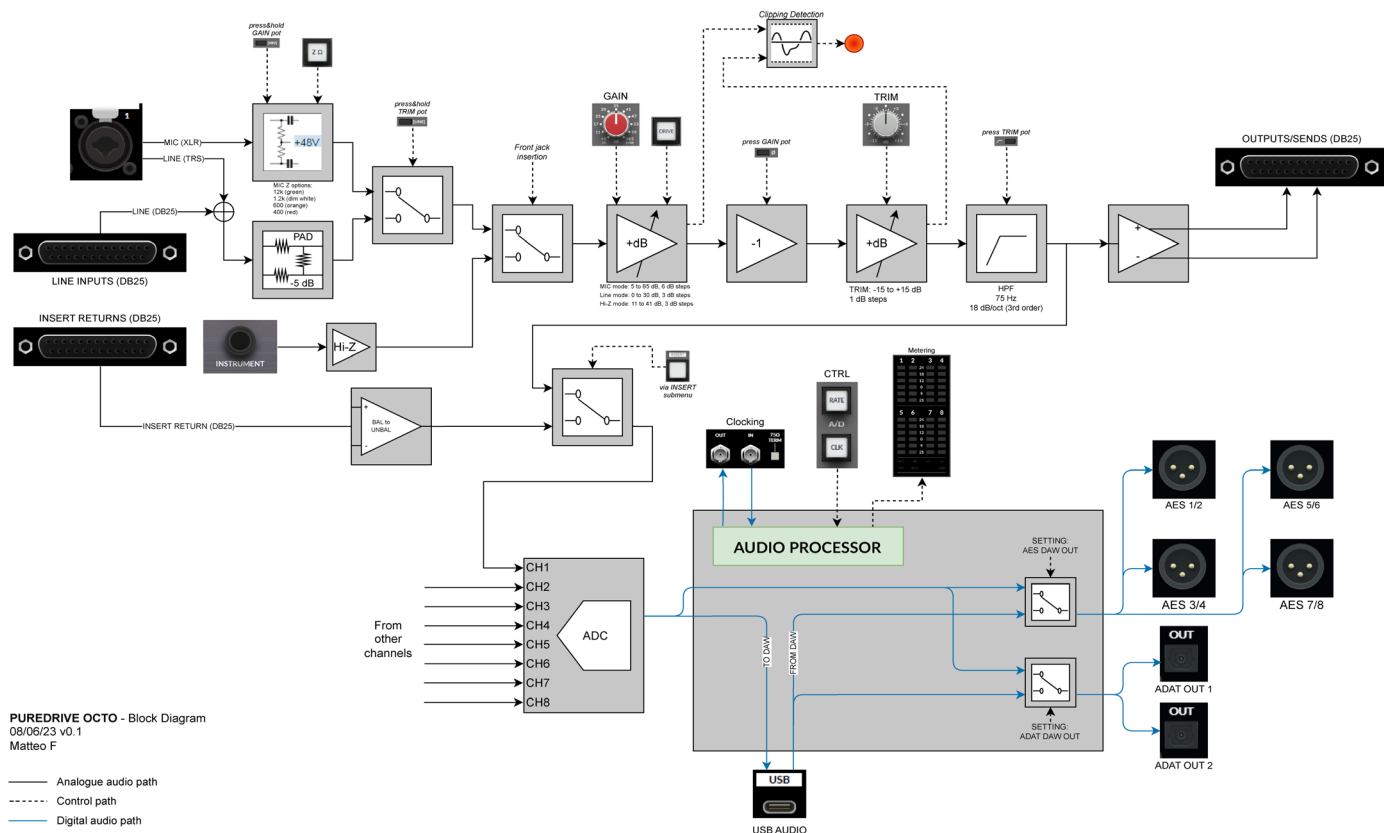 Clipping Detection
press&hold
GAIN pot
Z Ω
press&hold
TRIM pot
GAIN
DRIVE
press GAIN pot
Ø
TRIM
press TRIM pot
OUTPUTS/SENDS (DB25)
1
MIC (XLR)
LINE (TRS)
+48V
MIC Z options:
12k (green)
1.2k (dim white)
600 (orange)
400 (red)
Front jack
insertion
LINE (DB25)
LINE INPUTS (DB25)
PAD
-5 dB
+dB
MIC mode: 5 to 65 dB, 6 dB steps
Line mode: 0 to 30 dB, 3 dB steps
Hi-Z mode: 11 to 41 dB, 3 dB steps
-1
+dB
TRIM: -15 to +15 dB
1 dB steps
HPF
75 Hz
18 dB/oct (3rd order)
+
-
INSERT RETURNS (DB25)
INSTRUMENT
Hi-Z
INSERT
via INSERT
submenu
INSERT RETURN (DB25)
+
BAL to
UNBAL
-
Clocking
OUT
IN
75Ω
TERM
CTRL
RATE
A/D
CLK
Metering
1 2 3 4
5 6 7 8
AUDIO PROCESSOR
SETTING:
AES DAW OUT
AES 1/2
AES 5/6
AES 3/4
AES 7/8
From
other
channels
CH1
CH2
CH3
CH4
CH5
CH6
CH7
CH8
ADC
TO DAW
FROM DAW
SETTING:
ADAT DAW OUT
OUT
ADAT OUT 1
OUT
ADAT OUT 2
USB
USB AUDIO
PUREDRIVE OCTO - Block Diagram
08/06/23 v0.1
Matteo F
Analogue audio path
Control path
Digital audio path